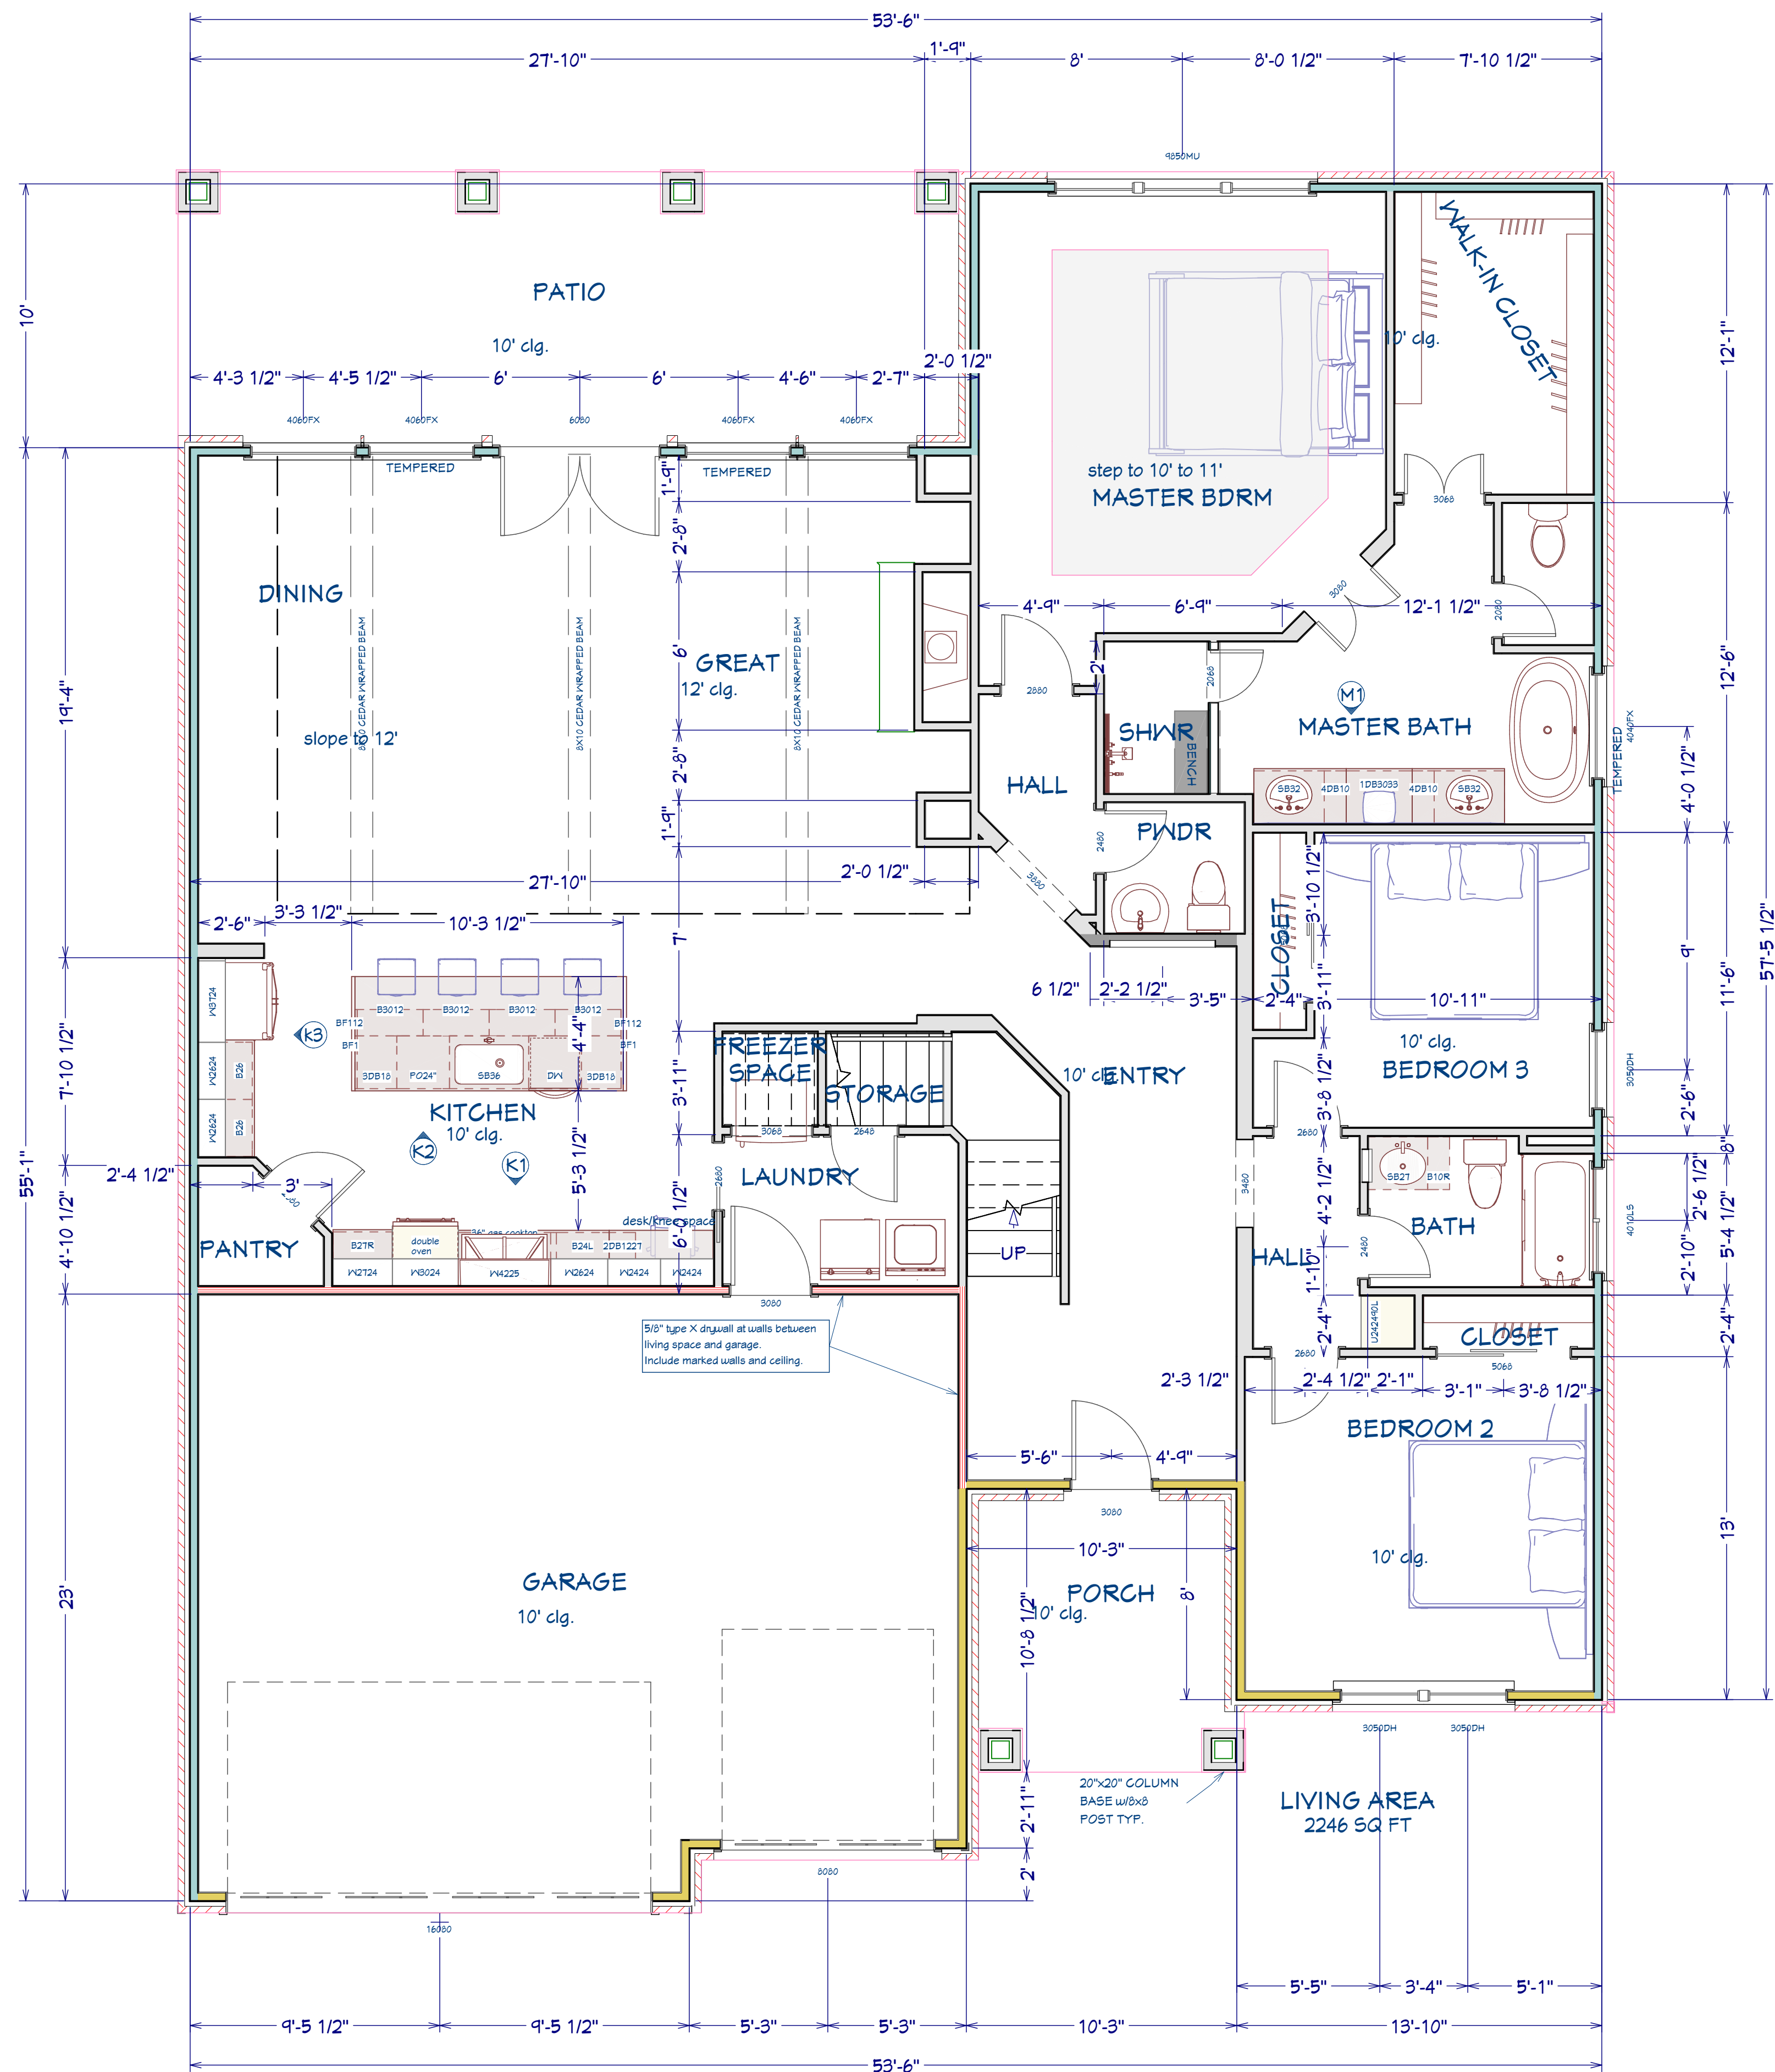 53'-6"
27'-10"
1'-9"
8'
8'-0 1/2"
7'-10 1/2"
9850MU
PATIO
10' clg.
10'
4'-3 1/2"
4'-5 1/2"
6'
6'
4'-6"
2'-7"
2'-0 1/2"
4060FX
4060FX
6080
4060FX
4060FX
TEMPERED
TEMPERED
WALK-IN CLOSET
10' clg.
12'-1"
step to 10' to 11'
MASTER BDRM
3068
1'-9"
2'-8"
DINING
GREAT
12' clg.
slope to 12'
8X10 CEDAR WRAPPED BEAM
8X10 CEDAR WRAPPED BEAM
8X10 CEDAR WRAPPED BEAM
6'
2'-8"
1'-9"
19'-4"
4'-9"
6'-9"
12'-1 1/2"
3080
2080
12'-6"
2880
2'
2068
M1
MASTER BATH
SHWR
BENCH
SB32
4DB10
1DB3033
4DB10
SB32
4040FX
TEMPERED
4'-0 1/2"
HALL
PWDR
2480
3880
27'-10"
2'-0 1/2"
2'-6"
3'-3 1/2"
10'-3 1/2"
7'
CLOSET
3'-10 1/2"
3'-11"
9'
11'-6"
57'-5 1/2"
6 1/2"
2'-2 1/2"
3'-5"
2'-4"
10'-11"
10' clg.
BEDROOM 3
3050DH
2'-6"
W3724
K3
B3012
B3012
B3012
B3012
BF112
BF112
BF1
BF1
4'-4"
3DB18
PO24"
SB36
DW
3DB18
W2624
B26
W2624
B26
7'-10 1/2"
KITCHEN
10' clg.
K2
K1
5'-3 1/2"
FREEZER
SPACE
STORAGE
3'-11"
3068
2648
10' clg.
ENTRY
3'-8 1/2"
2680
LAUNDRY
2680
6'-0 1/2"
UP
3480
4'-2 1/2"
SB27
B10R
BATH
2480
HALL
1'-10"
8"
2'-6 1/2"
5'-4 1/2"
4010LS
2'-10"
55'-1"
2'-4 1/2"
3'
4'-10 1/2"
PANTRY
B27R
double
oven
36" gas cooktop
desk/knee space
B24L
2DB1227
W2724
W3024
W4225
W2624
W2424
W2424
3080
5/8" type X drywall at walls between
living space and garage.
Include marked walls and ceiling.
2'-4"
U242490L
CLOSET
2'-4"
2680
5068
2'-3 1/2"
2'-4 1/2"
2'-1"
3'-1"
3'-8 1/2"
BEDROOM 2
10' clg.
13'
5'-6"
4'-9"
3080
10'-3"
PORCH
10' clg.
10'-8 1/2"
8'
23'
GARAGE
10' clg.
3050DH
3050DH
20"x20" COLUMN
BASE w/8x8
POST TYP.
LIVING AREA
2246 SQ FT
2'-11"
2'
8080
16080
5'-5"
3'-4"
5'-1"
9'-5 1/2"
9'-5 1/2"
5'-3"
5'-3"
10'-3"
13'-10"
53'-6"